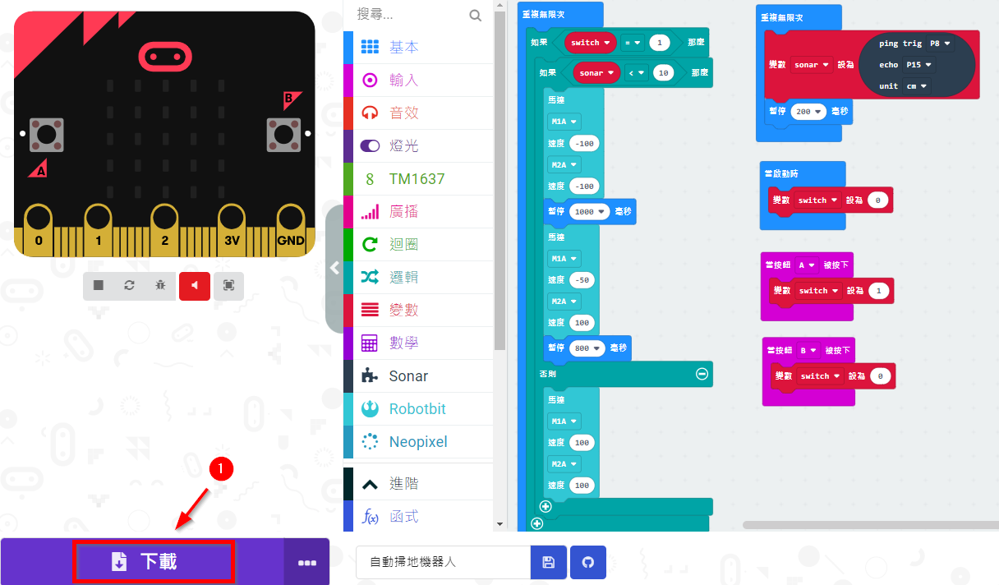 B
A
0
1
2
3V
GND
1
下載
搜尋...
基本
輸入
音效
燈光
8
TM1637
廣播
迴圈
邏輯
變數
數學
Sonar
Robotbit
Neopixel
進階
f(x)
函式
自動掃地機器人
重複無限次
如果 switch = 1 那麼
如果 sonar < 10 那麼
馬達
M1A
速度 -100
M2A
速度 -100
暫停 1000 毫秒
馬達
M1A
速度 -50
M2A
速度 100
暫停 800 毫秒
否則
馬達
M1A
速度 100
M2A
速度 100
重複無限次
變數 sonar 設為 ping trig P8
echo P15
unit cm
暫停 200 毫秒
當啟動時
變數 switch 設為 0
當按鈕 A 被按下
變數 switch 設為 1
當按鈕 B 被按下
變數 switch 設為 0